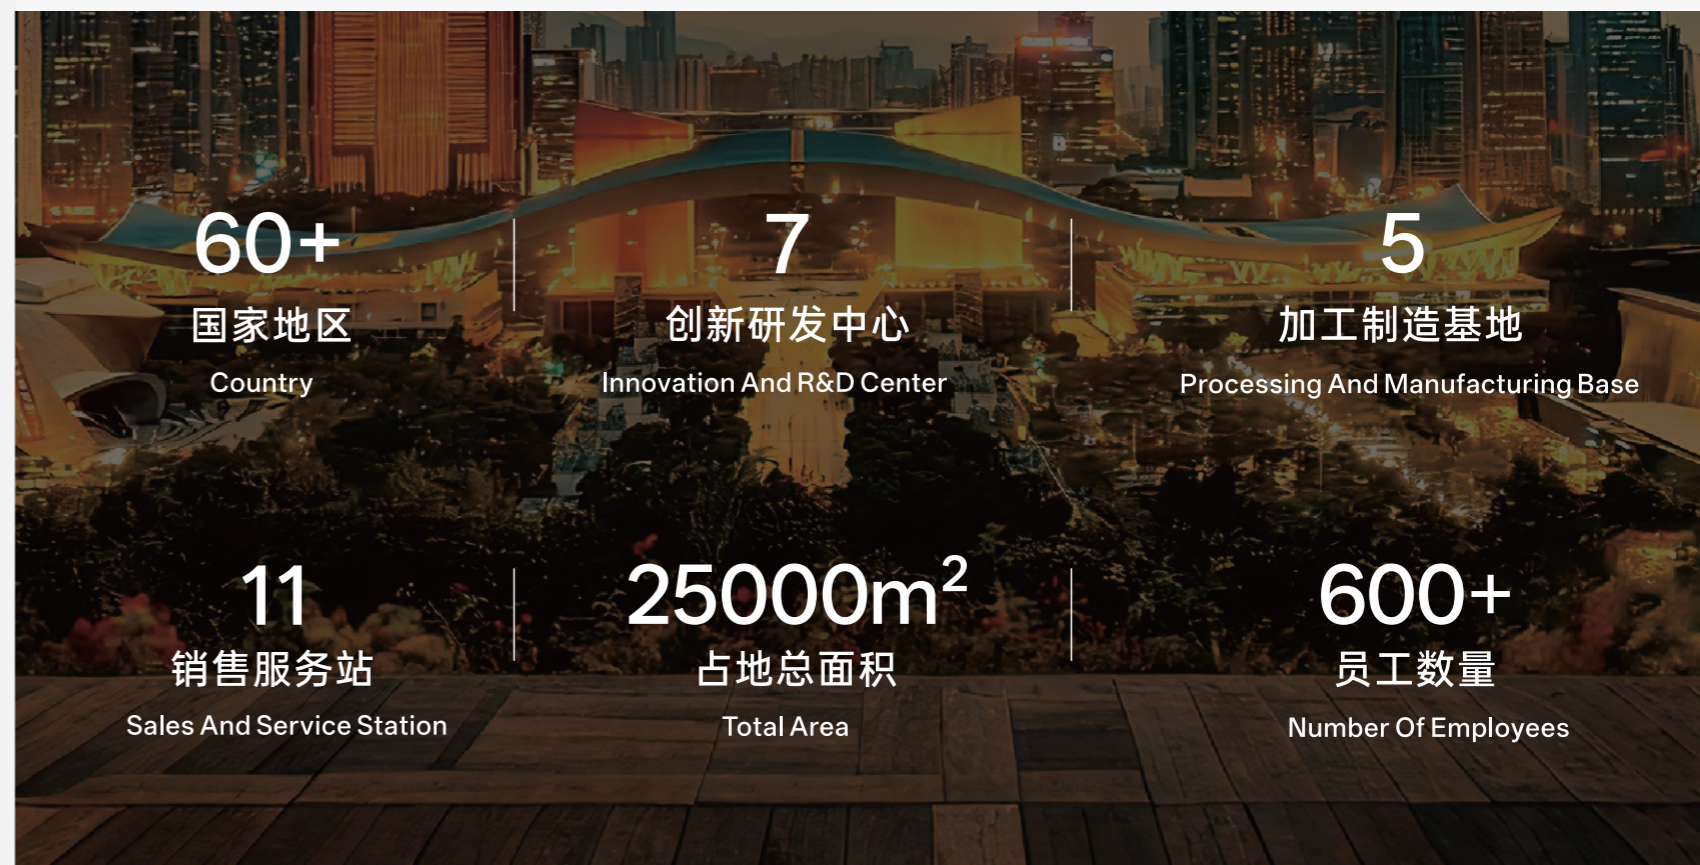 60+
7
5
国家地区
创新研发中心
加工制造基地
Country
Innovation And R&D Center
Processing And Manufacturing Base
11
25000m²
600+
销售服务站
占地总面积
员工数量
Sales And Service Station
Total Area
Number Of Employees